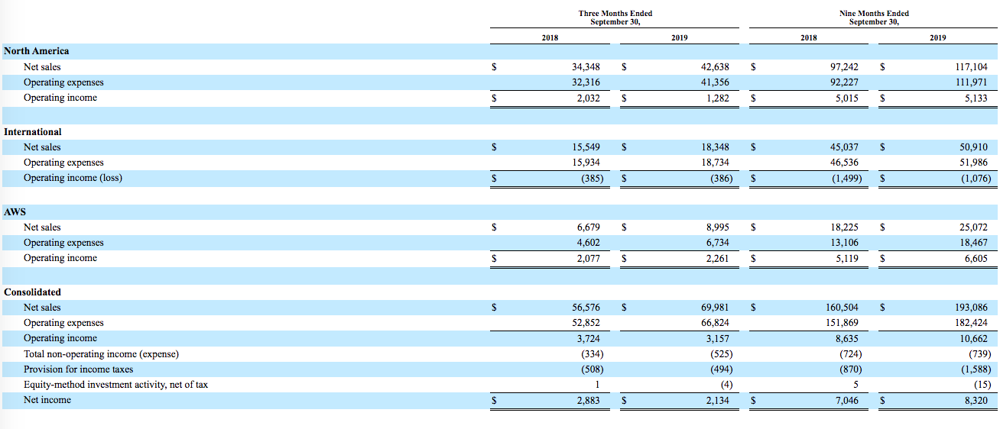 Three Months Ended Nine Months Ended
September 30, September 30,
2018 2019 2018 2019
North America
Net sales $ 34,348 $ 42,638 $ 97,242 $ 117,104
Operating expenses 32,316 41,356 92,227 111,971
Operating income $ 2,032 $ 1,282 $ 5,015 $ 5,133
International
Net sales $ 15,549 $ 18,348 $ 45,037 $ 50,910
Operating expenses 15,934 18,734 46,536 51,986
Operating income (loss) $ (385) $ (386) $ (1,499) $ (1,076)
AWS
Net sales $ 6,679 $ 8,995 $ 18,225 $ 25,072
Operating expenses 4,602 6,734 13,106 18,467
Operating income $ 2,077 $ 2,261 $ 5,119 $ 6,605
Consolidated
Net sales $ 56,576 $ 69,981 $ 160,504 $ 193,086
Operating expenses 52,852 66,824 151,869 182,424
Operating income 3,724 3,157 8,635 10,662
Total non-operating income (expense) (334) (525) (724) (739)
Provision for income taxes (508) (494) (870) (1,588)
Equity-method investment activity, net of tax 1 (4) 5 (15)
Net income $ 2,883 $ 2,134 $ 7,046 $ 8,320